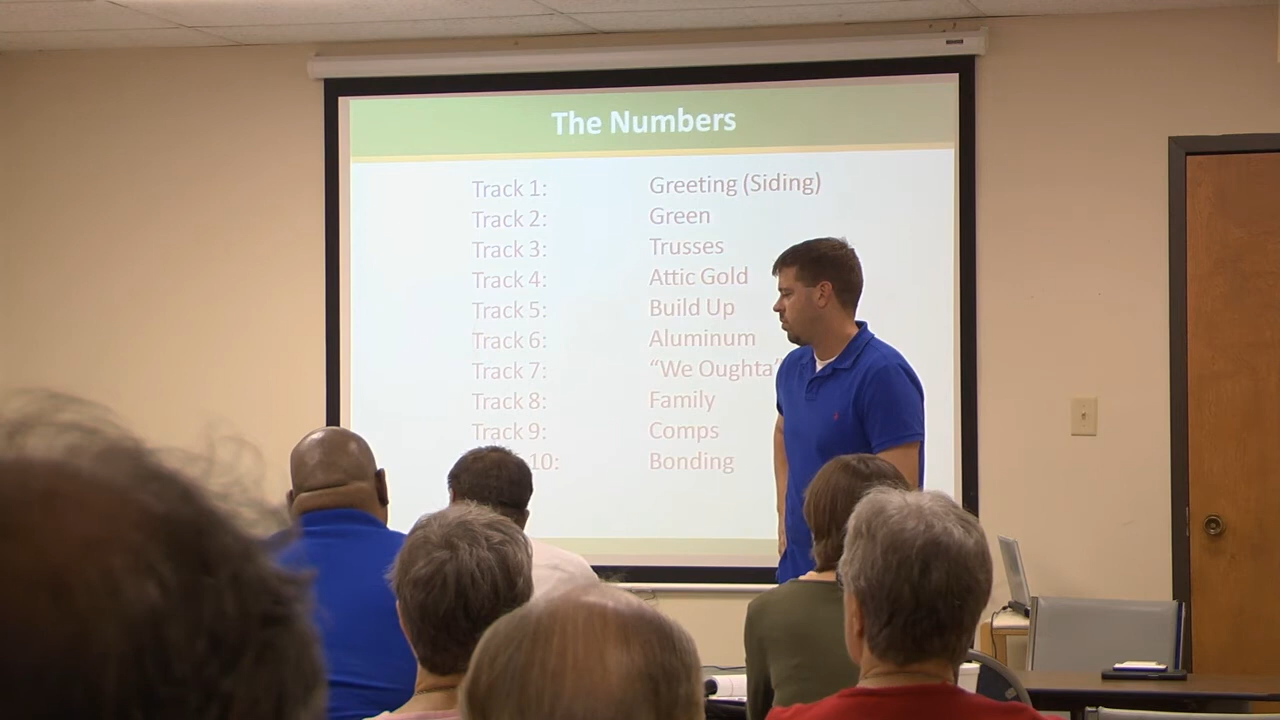 The Numbers
Track 1: Greeting (Siding)
Track 2: Green
Track 3: Trusses
Track 4: Attic Gold
Track 5: Build Up
Track 6: Aluminum
Track 7: “We Oughta”
Track 8: Family
Track 9: Comps
10: Bonding